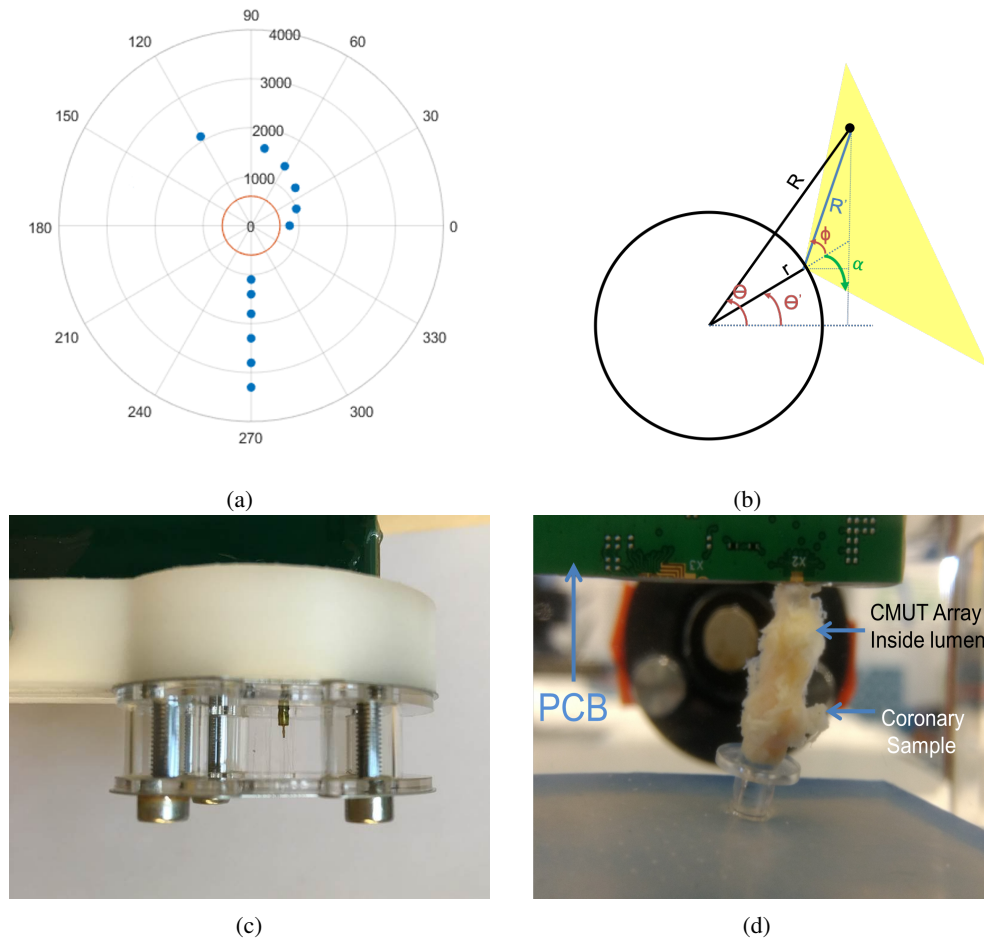 90
120
4000
60
3000
150
30
2000
1000
180
0
0
210
330
240
300
270
(a)
R
R'
ϕ
r
α
Θ
Θ'
(b)
(c)
X3
X2
CMUT Array
Inside lumen
PCB
Coronary
Sample
(d)